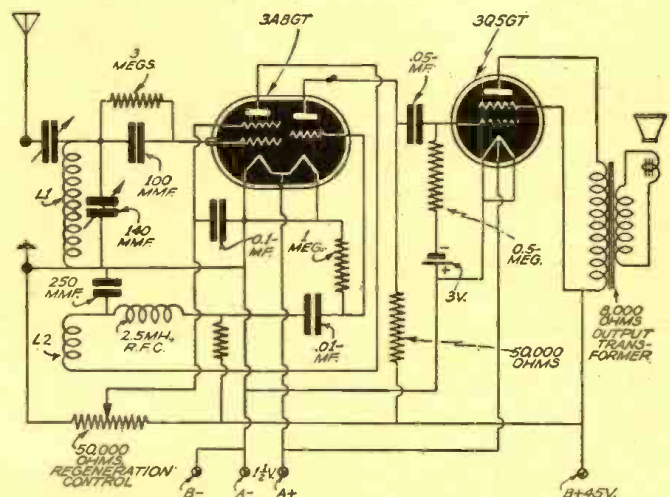 3A8GT
3Q5GT
3
MEGS.
.05-
MF.
L1
100
MMF.
140
MMF.
0.1-
MF.
1
MEG.
0.5-
MEG.
250
MMF.
3V.
L2
2.5MH.
R.F.C.
.01-
MF.
50,000
OHMS
8,000
OHMS
OUTPUT
TRANS-
FORMER
50,000
OHMS
REGENERATION
CONTROL
B-
A-
1½V.
A+
B+45V.
-
+